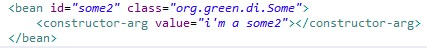 <bean id="some2" class="org.green.di.Some">
<constructor-arg value="i'm a some2"></constructor-arg>
</bean>